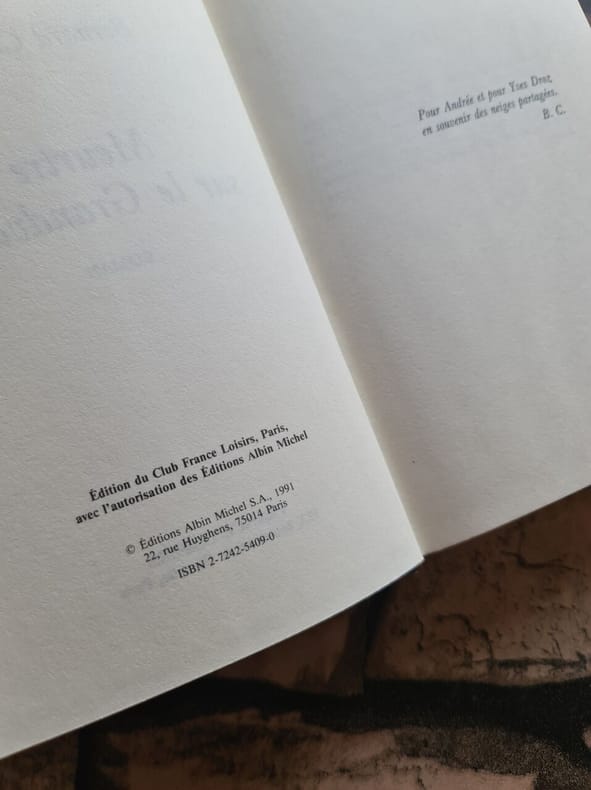 Édition du Club France Loisirs, Paris,
avec l'autorisation des Éditions Albin Michel
© Éditions Albin Michel S.A., 1991
22, rue Huyghens, 75014 Paris
ISBN 2-7242-5409-0
Pour Andrée et pour Yves Droz,
en souvenir des neiges partagées.
B. C.